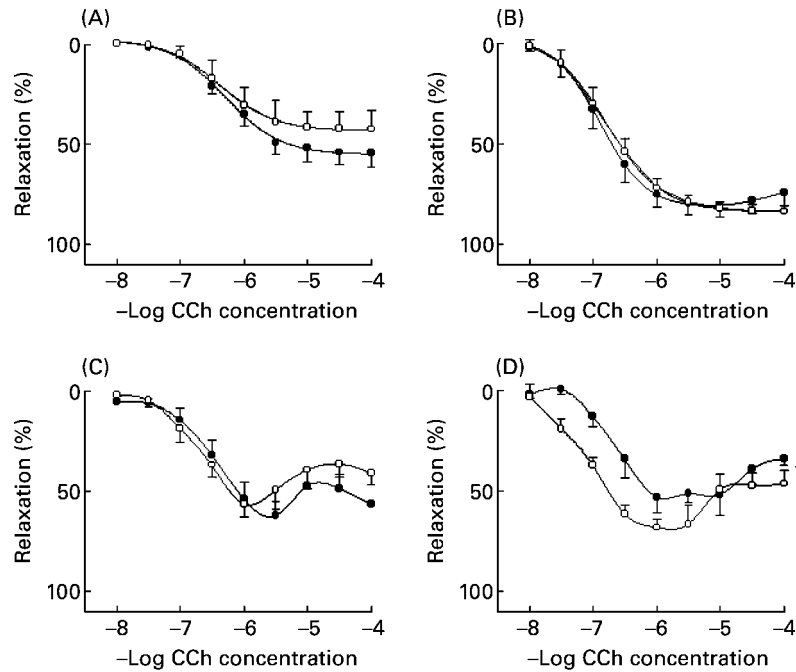 (A)
0
50
100
Relaxation (%)
–8 –7 –6 –5 –4
–Log CCh concentration
(B)
0
50
100
Relaxation (%)
–8 –7 –6 –5 –4
–Log CCh concentration
(C)
0
50
100
Relaxation (%)
–8 –7 –6 –5 –4
–Log CCh concentration
(D)
0
50
100
Relaxation (%)
–8 –7 –6 –5 –4
–Log CCh concentration